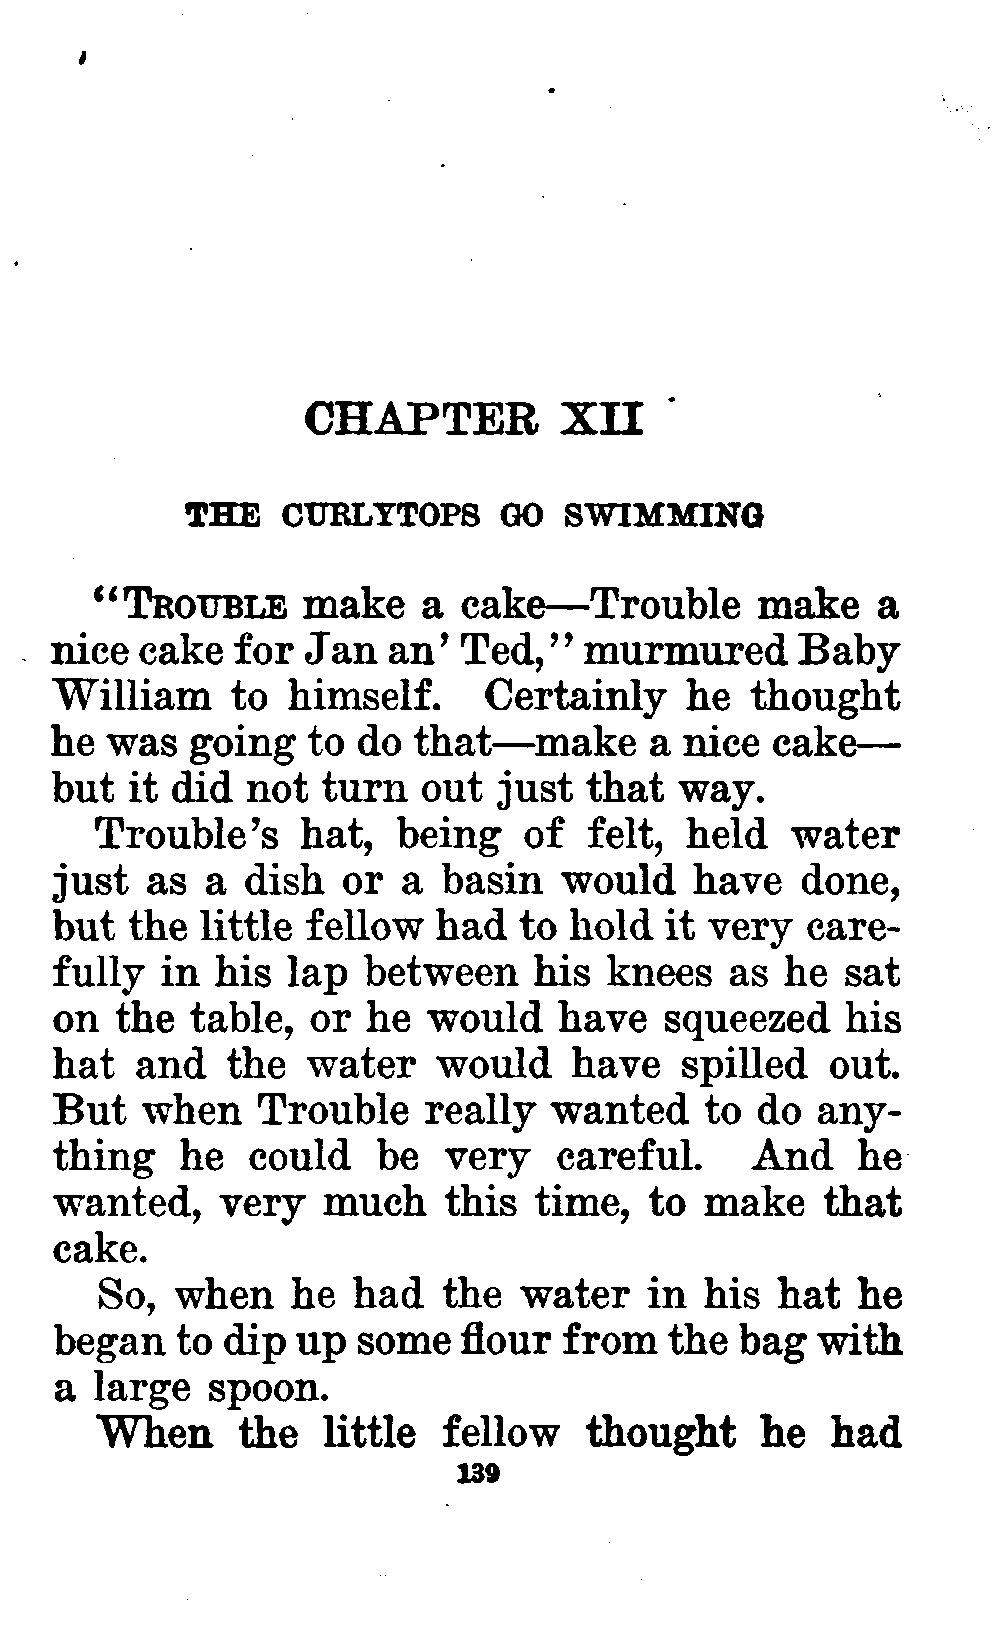 CHAPTER XII
THE CURLYTOPS GO SWIMMING
“TROUBLE make a cake—Trouble make a
nice cake for Jan an’ Ted,” murmured Baby
William to himself. Certainly he thought
he was going to do that—make a nice cake—
but it did not turn out just that way.
Trouble’s hat, being of felt, held water
just as a dish or a basin would have done,
but the little fellow had to hold it very care-
fully in his lap between his knees as he sat
on the table, or he would have squeezed his
hat and the water would have spilled out.
But when Trouble really wanted to do any-
thing he could be very careful. And he
wanted, very much this time, to make that
cake.
So, when he had the water in his hat he
began to dip up some flour from the bag with
a large spoon.
When the little fellow thought he had
139